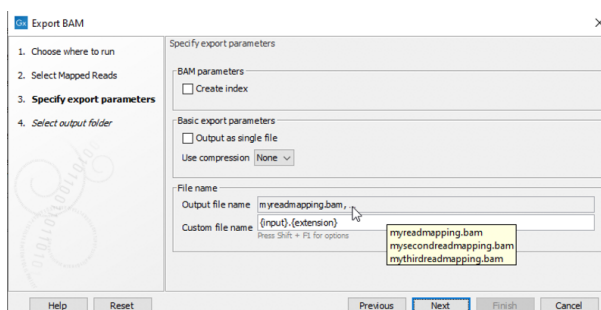 Gx Export BAM
1. Choose where to run
2. Select Mapped Reads
3. Specify export parameters
4. Select output folder
Specify export parameters
BAM parameters
Create index
Basic export parameters
Output as single file
Use compression None
File name
Output file name myreadmapping.bam, ...
Custom file name {input}.{extension}
Press Shift + F1 for options
myreadmapping.bam
mysecondreadmapping.bam
mythirdreadmapping.bam
Help Reset Previous Next Finish Cancel